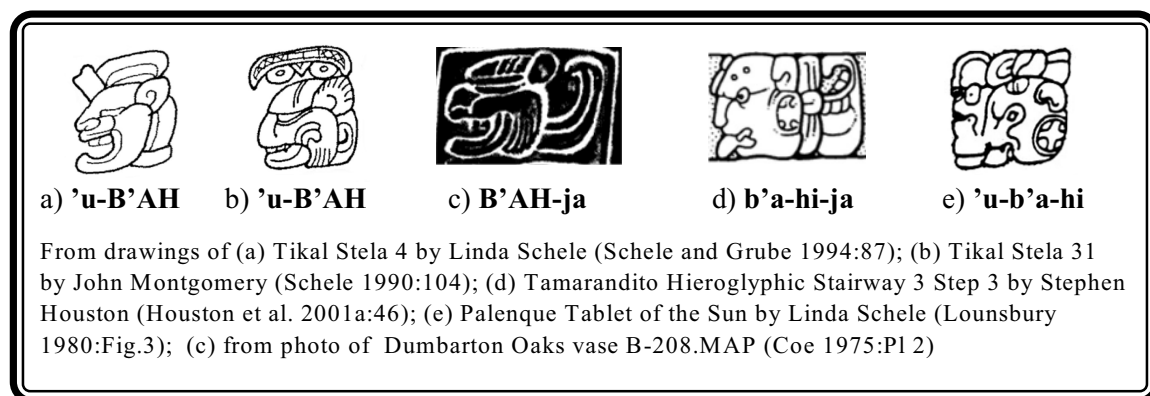 a) ’u-B’AH b) ’u-B’AH c) B’AH-ja d) b’a-hi-ja e) ’u-b’a-hi
From drawings of (a) Tikal Stela 4 by Linda Schele (Schele and Grube 1994:87); (b) Tikal Stela 31
by John Montgomery (Schele 1990:104); (d) Tamarandito Hieroglyphic Stairway 3 Step 3 by Stephen
Houston (Houston et al. 2001a:46); (e) Palenque Tablet of the Sun by Linda Schele (Lounsbury
1980:Fig.3); (c) from photo of Dumbarton Oaks vase B-208.MAP (Coe 1975:Pl 2)